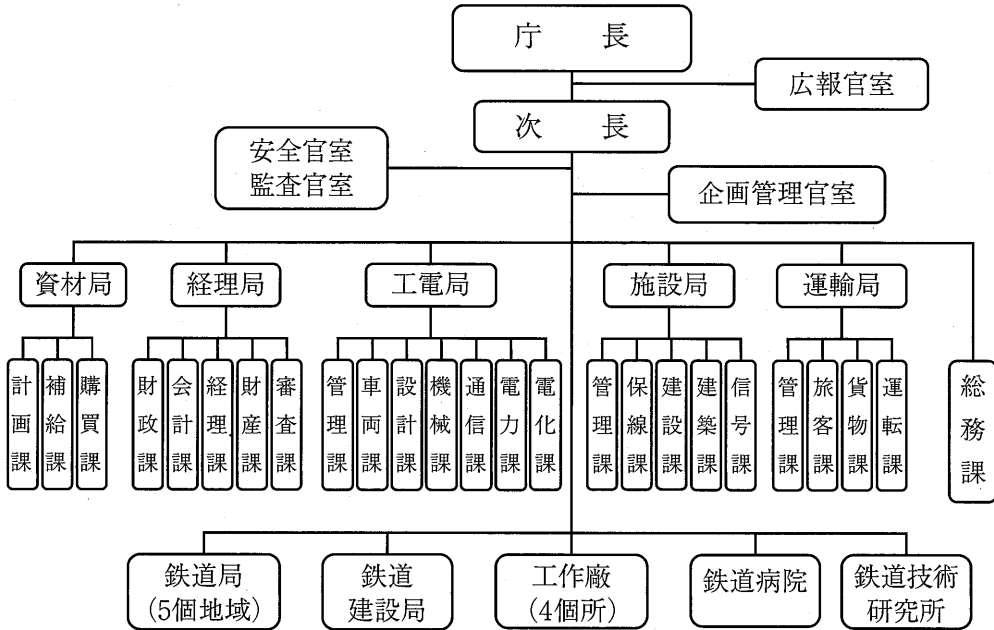 庁 長
広報官室
次 長
安全官室
監査官室
企画管理官室
資材局
経理局
工電局
施設局
運輸局
計画課
補給課
購買課
財政課
会計課
経理課
財産課
審査課
管理課
車両課
設計課
機械課
通信課
電力課
電化課
管理課
保線課
建設課
建築課
信号課
管理課
旅客課
貨物課
運転課
総務課
鉄道局
(5個地域)
鉄道
建設局
工作廠
(4個所)
鉄道病院
鉄道技術
研究所